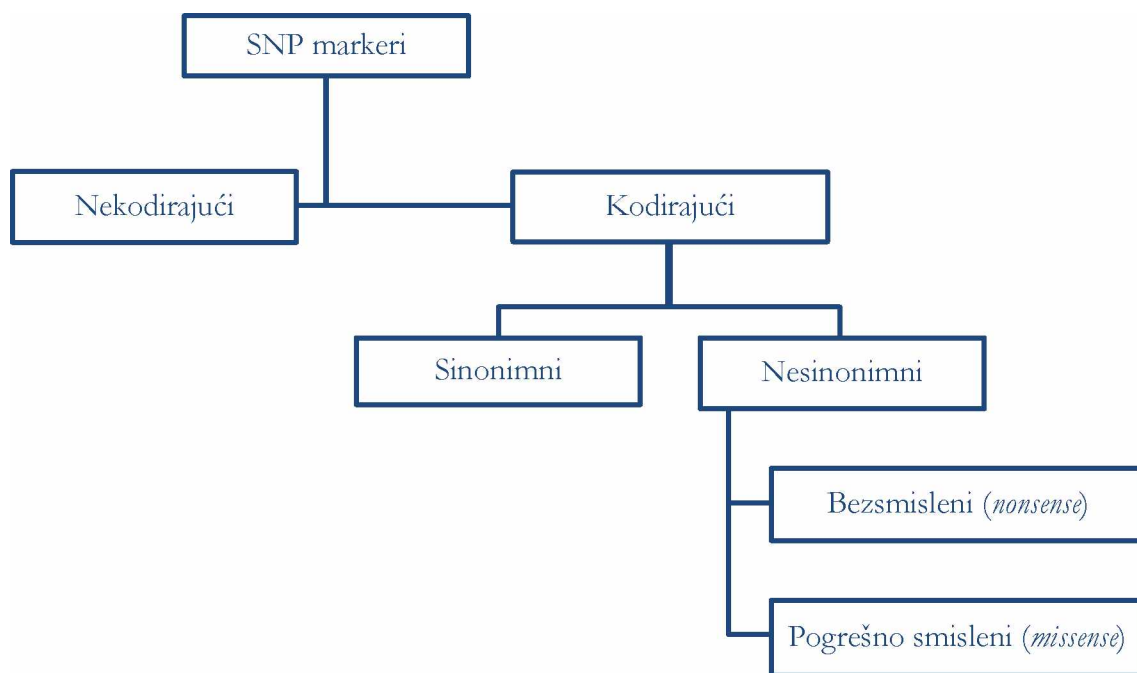 SNP markeri
Nekodirajući
Kodirajući
Sinonimni
Nesinonimni
Bezsmisleni (nonsense)
Pogrešno smisleni (missense)